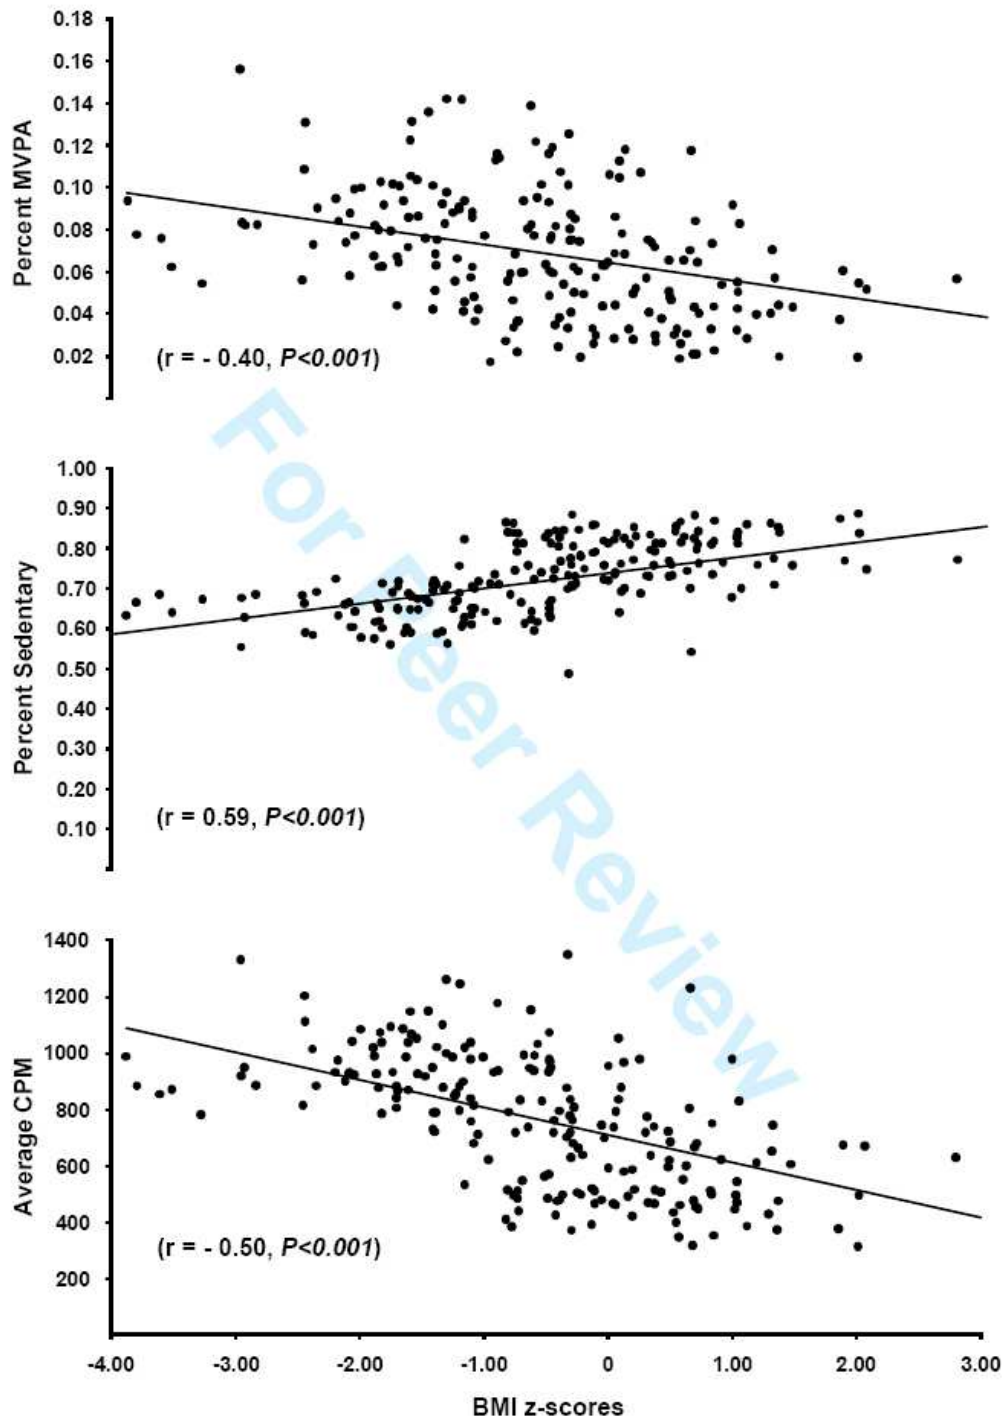 0.18
0.16
0.14
0.12
0.10
0.08
0.06
0.04
0.02
Percent MVPA
(r = - 0.40, P<0.001)
1.00
0.90
0.80
0.70
0.60
0.50
0.40
0.30
0.20
0.10
Percent Sedentary
(r = 0.59, P<0.001)
For Peer Review
1400
1200
1000
800
600
400
200
Average CPM
(r = - 0.50, P<0.001)
-4.00 -3.00 -2.00 -1.00 0 1.00 2.00 3.00
BMI z-scores